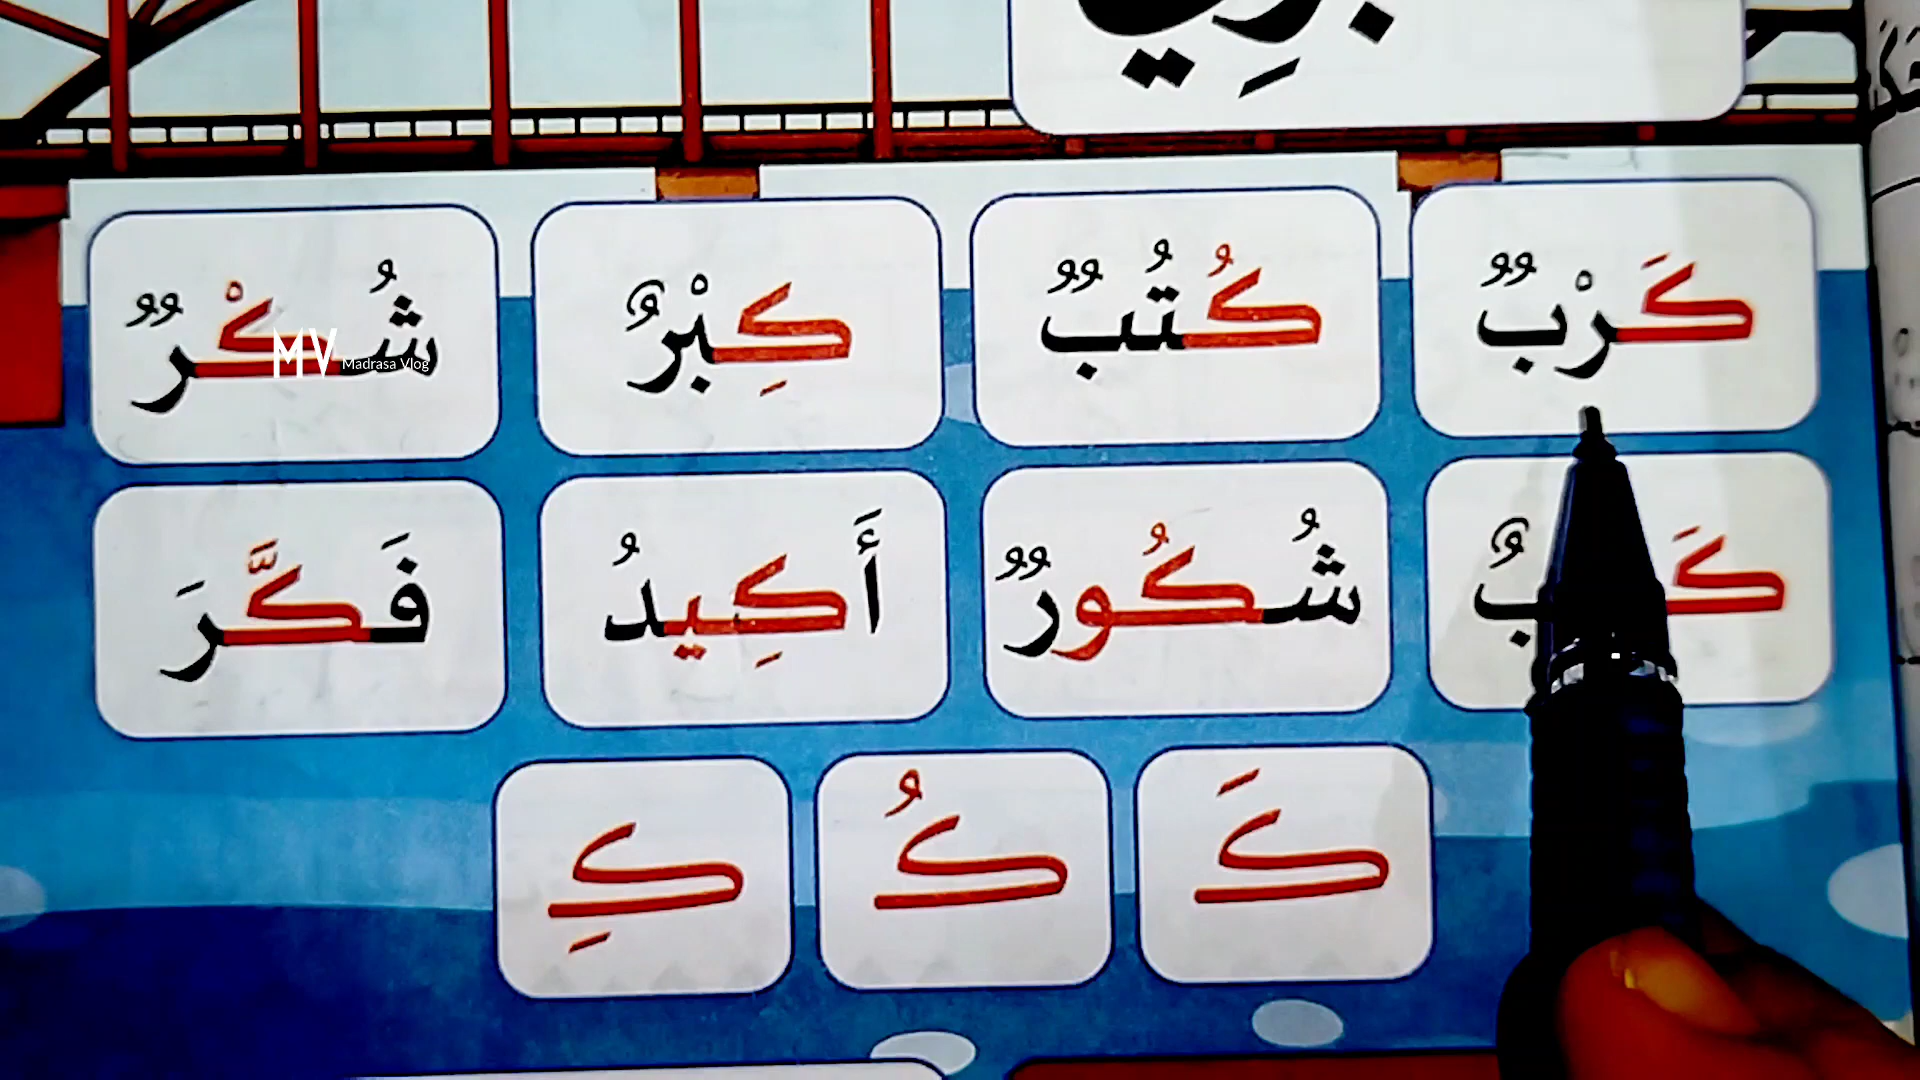 كَرْبٌ كُتُبٌ كِبْرٌ شُكْرٌ
شُكُورٌ أَكِيدُ فَكَّرَ
كَ كُ كِ
MV Madrasa Vlog